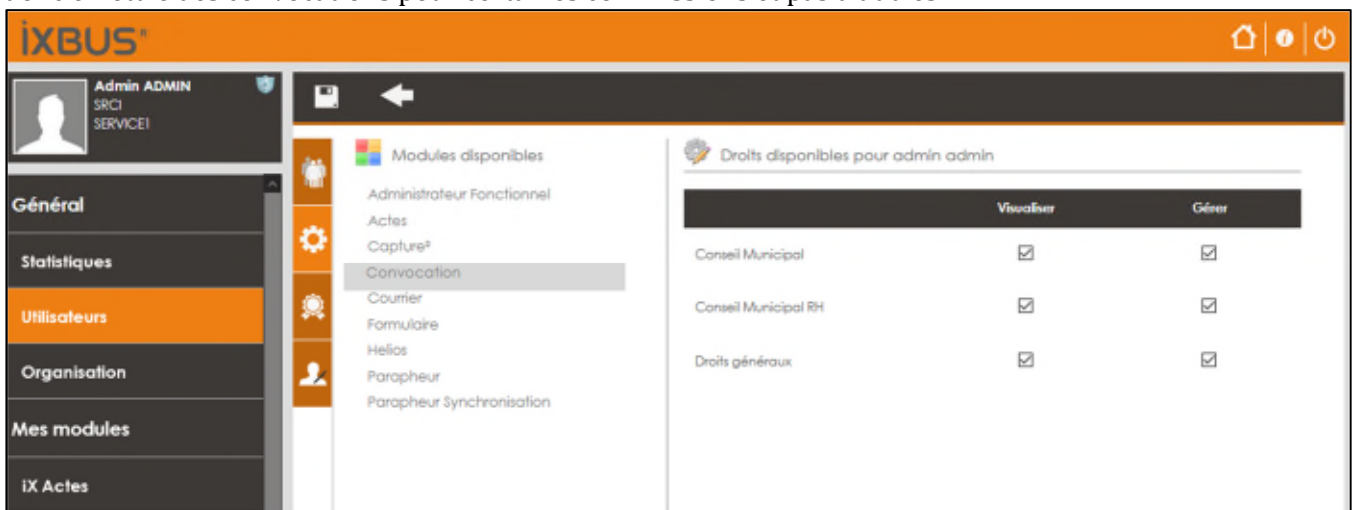 iXBUS®
Admin ADMIN
SRCI
SERVICE1
Général
Statistiques
Utilisateurs
Organisation
Mes modules
iX Actes
Modules disponibles
Administrateur Fonctionnel
Actes
Capture²
Convocation
Courrier
Formulaire
Helios
Parapheur
Parapheur Synchronisation
Droits disponibles pour admin admin
Visualiser Gérer
Conseil Municipal
Conseil Municipal RH
Droits généraux